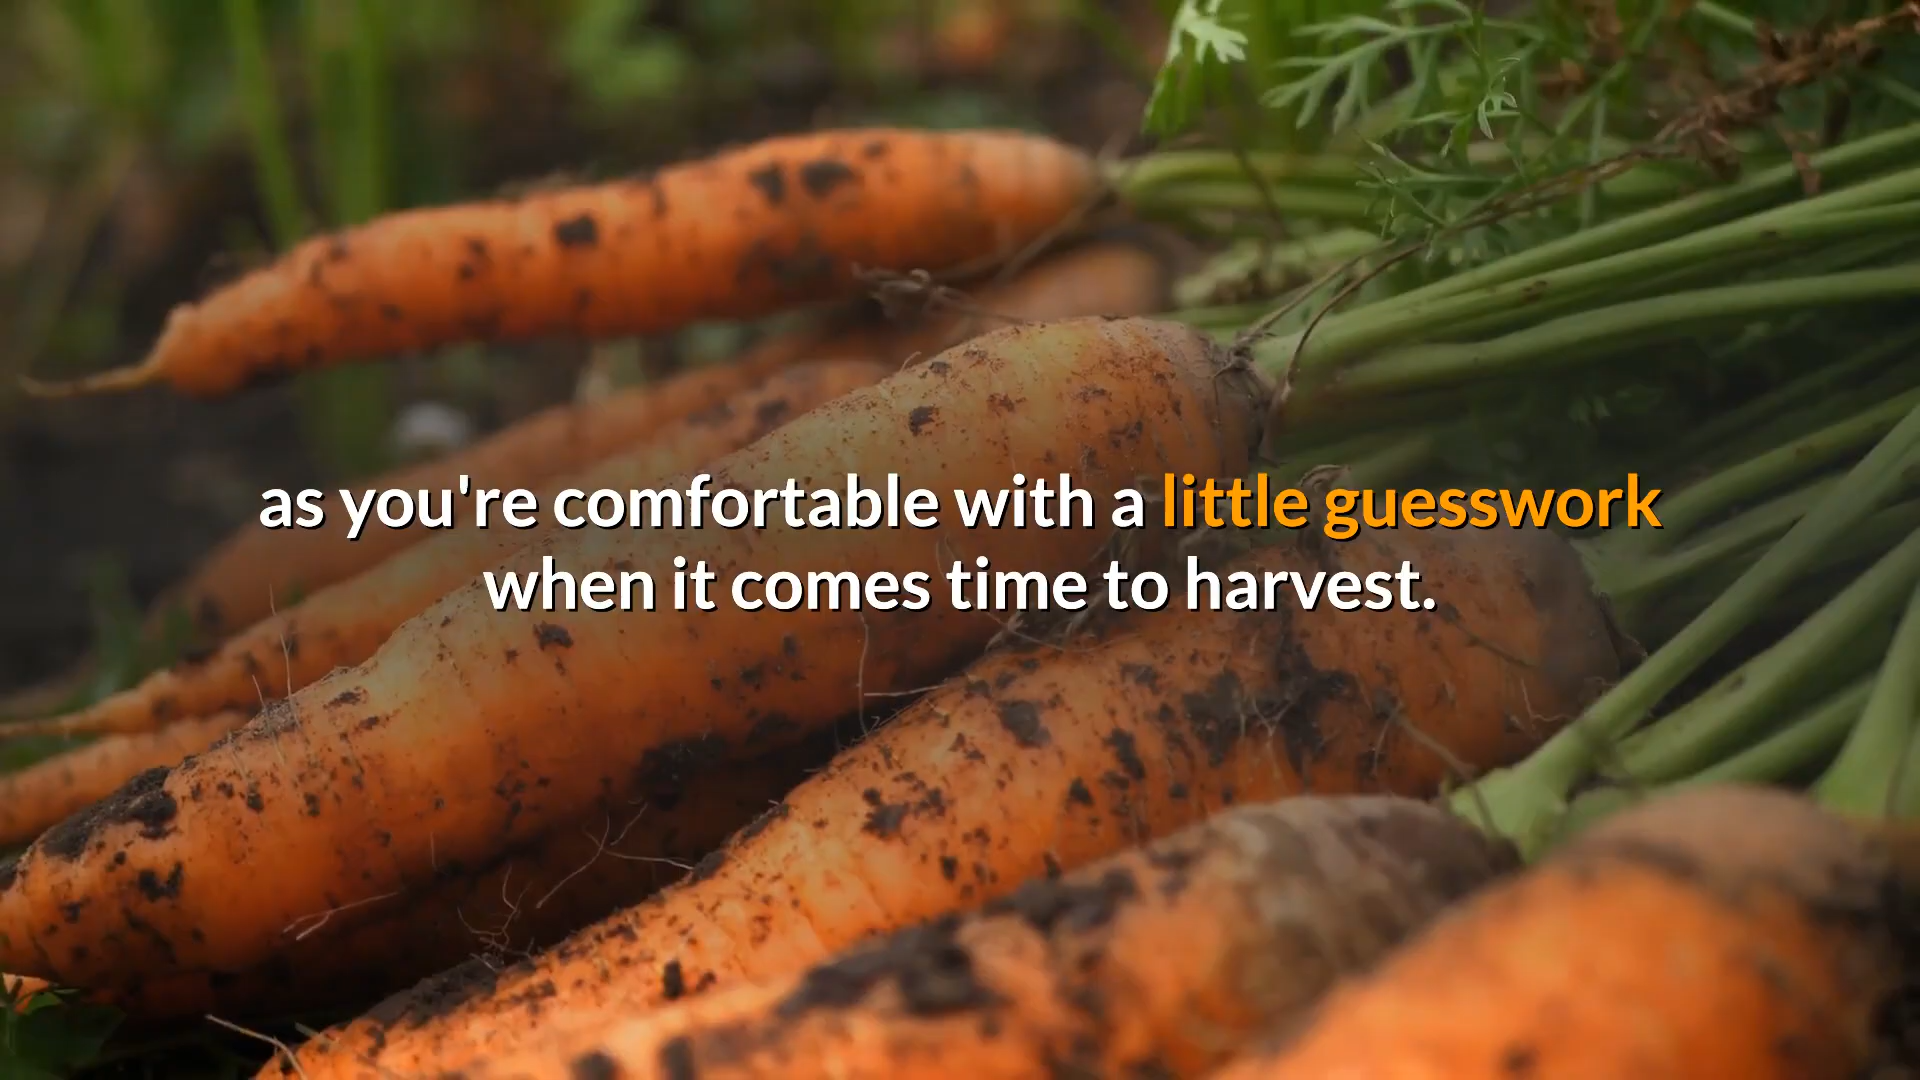 as you're comfortable with a little guesswork
when it comes time to harvest.